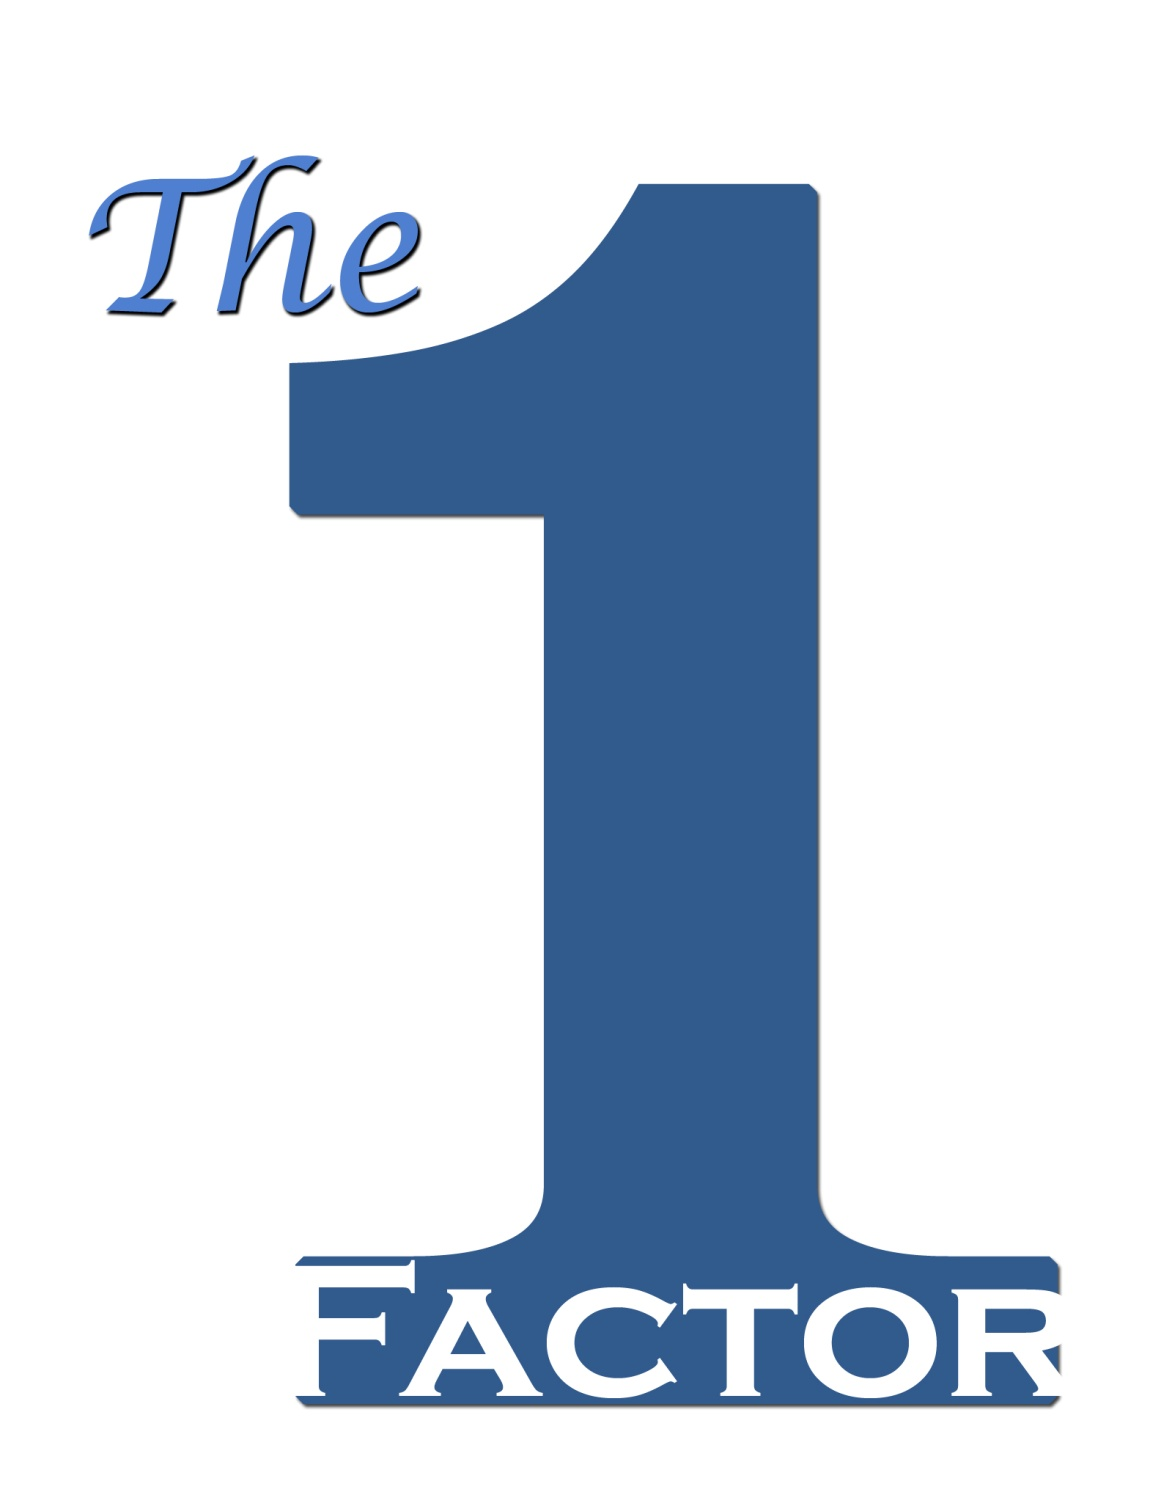 The
1
FACTOR